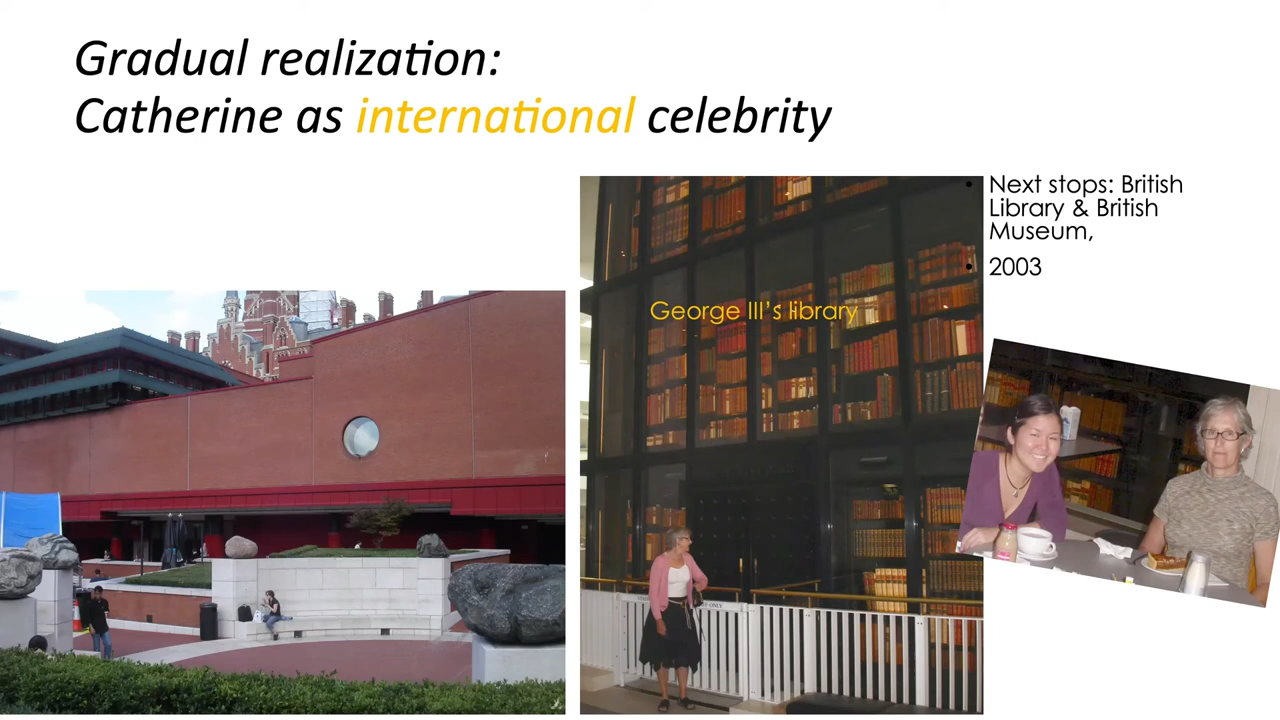 Gradual realization:
Catherine as international celebrity
• Next stops: British
Library & British
Museum,
• 2003
George III's library